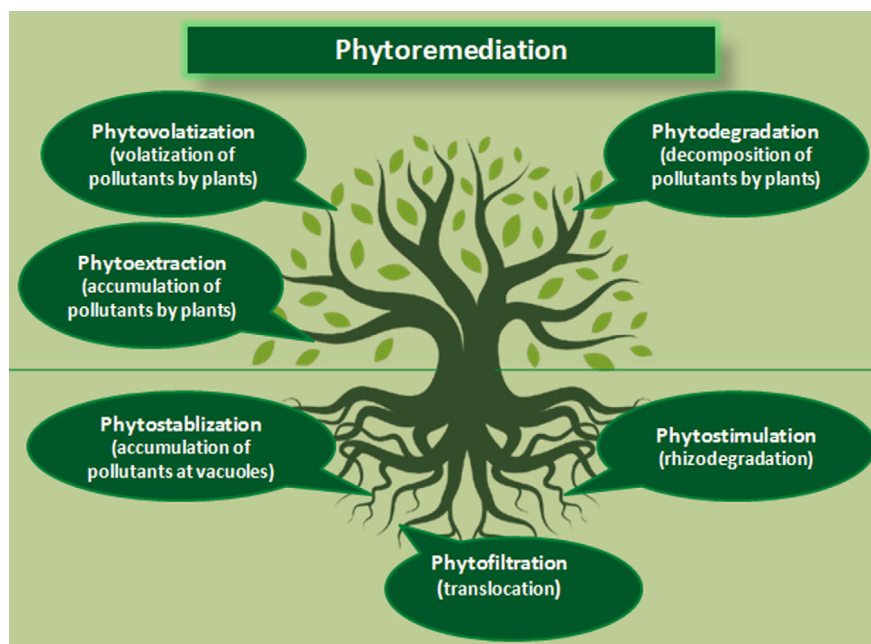 Phytoremediation
Phytovolatization
(volatization of
pollutants by plants)
Phytodegradation
(decomposition of
pollutants by plants)
Phytoextraction
(accumulation of
pollutants by plants)
Phytostablization
(accumulation of
pollutants at vacuoles)
Phytostimulation
(rhizodegradation)
Phytofiltration
(translocation)